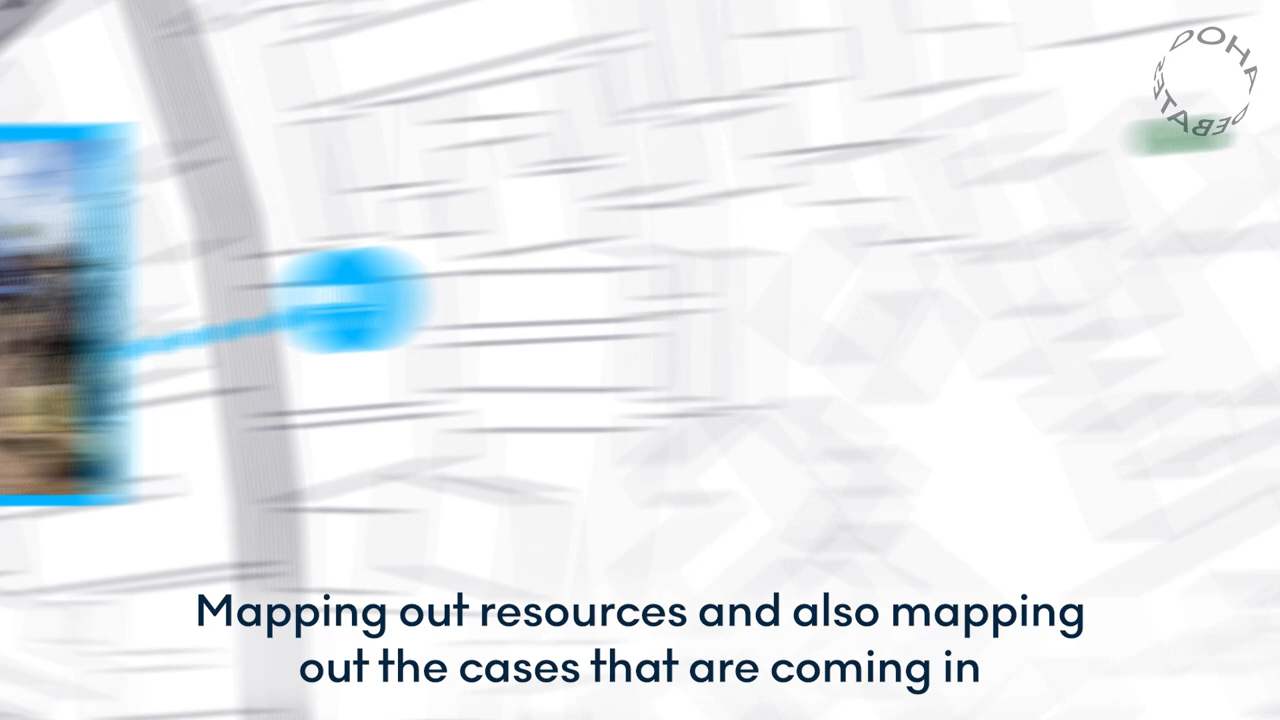 DOHA DEBATES
Mapping out resources and also mapping
out the cases that are coming in